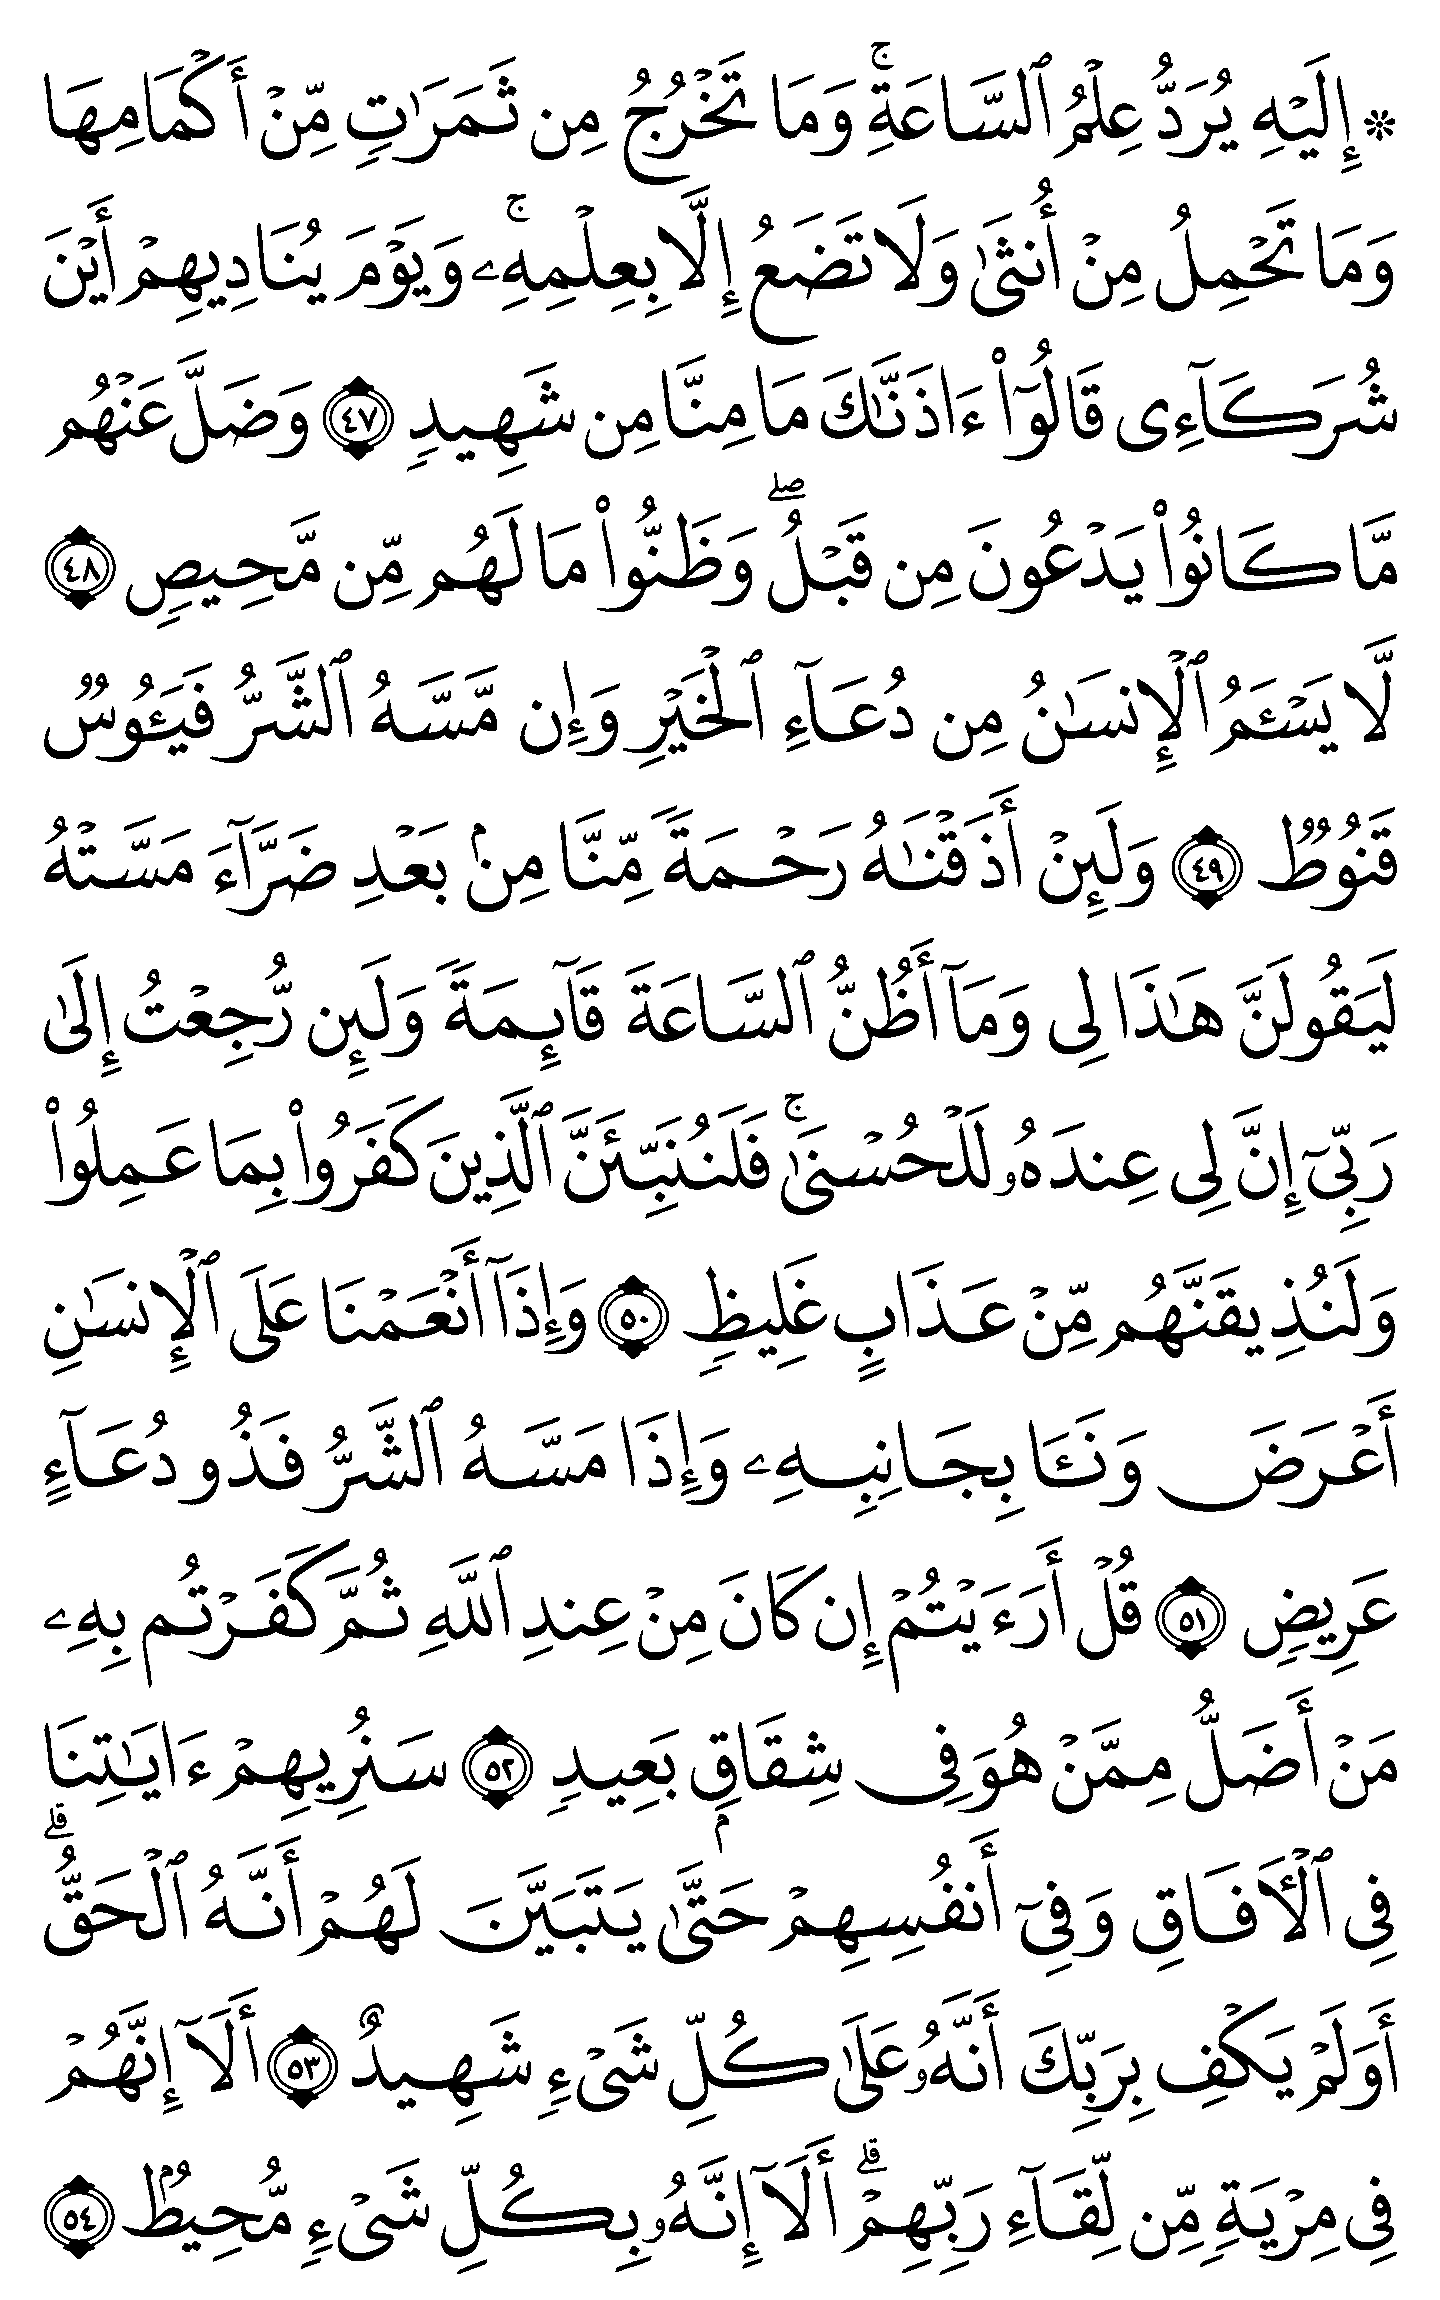 ۞ إِلَيۡهِ يُرَدُّ عِلۡمُ ٱلسَّاعَةِۚ وَمَا تَخۡرُجُ مِن ثَمَرَٰتٖ مِّنۡ أَكۡمَامِهَا
وَمَا تَحۡمِلُ مِنۡ أُنثَىٰ وَلَا تَضَعُ إِلَّا بِعِلۡمِهِۦۚ وَيَوۡمَ يُنَادِيهِمۡ أَيۡنَ
شُرَكَآءِي قَالُوٓاْ ءَاذَنَّٰكَ مَا مِنَّا مِن شَهِيدٖ ٤٧ وَضَلَّ عَنۡهُم
مَّا كَانُواْ يَدۡعُونَ مِن قَبۡلُۖ وَظَنُّواْ مَا لَهُم مِّن مَّحِيصٖ ٤٨
لَّا يَسۡـَٔمُ ٱلۡإِنسَٰنُ مِن دُعَآءِ ٱلۡخَيۡرِ وَإِن مَّسَّهُ ٱلشَّرُّ فَيَـُٔوسٞ
قَنُوطٞ ٤٩ وَلَئِنۡ أَذَقۡنَٰهُ رَحۡمَةٗ مِّنَّا مِنۢ بَعۡدِ ضَرَّآءَ مَسَّتۡهُ
لَيَقُولَنَّ هَٰذَا لِي وَمَآ أَظُنُّ ٱلسَّاعَةَ قَآئِمَةٗ وَلَئِن رُّجِعۡتُ إِلَىٰ
رَبِّيٓ إِنَّ لِي عِندَهُۥ لَلۡحُسۡنَىٰۚ فَلَنُنَبِّئَنَّ ٱلَّذِينَ كَفَرُواْ بِمَا عَمِلُواْ
وَلَنُذِيقَنَّهُم مِّنۡ عَذَابٍ غَلِيظٖ ٥٠ وَإِذَآ أَنۡعَمۡنَا عَلَى ٱلۡإِنسَٰنِ
أَعۡرَضَ وَنَـَٔا بِجَانِبِهِۦ وَإِذَا مَسَّهُ ٱلشَّرُّ فَذُو دُعَآءٍ
عَرِيضٖ ٥١ قُلۡ أَرَءَيۡتُمۡ إِن كَانَ مِنۡ عِندِ ٱللَّهِ ثُمَّ كَفَرۡتُم بِهِۦ
مَنۡ أَضَلُّ مِمَّنۡ هُوَ فِي شِقَاقِۭ بَعِيدٖ ٥٢ سَنُرِيهِمۡ ءَايَٰتِنَا
فِي ٱلۡأٓفَاقِ وَفِيٓ أَنفُسِهِمۡ حَتَّىٰ يَتَبَيَّنَ لَهُمۡ أَنَّهُ ٱلۡحَقُّۗ
أَوَلَمۡ يَكۡفِ بِرَبِّكَ أَنَّهُۥ عَلَىٰ كُلِّ شَيۡءٖ شَهِيدٌ ٥٣ أَلَآ إِنَّهُمۡ
فِي مِرۡيَةٖ مِّن لِّقَآءِ رَبِّهِمۡۗ أَلَآ إِنَّهُۥ بِكُلِّ شَيۡءٖ مُّحِيطُۢ ٥٤